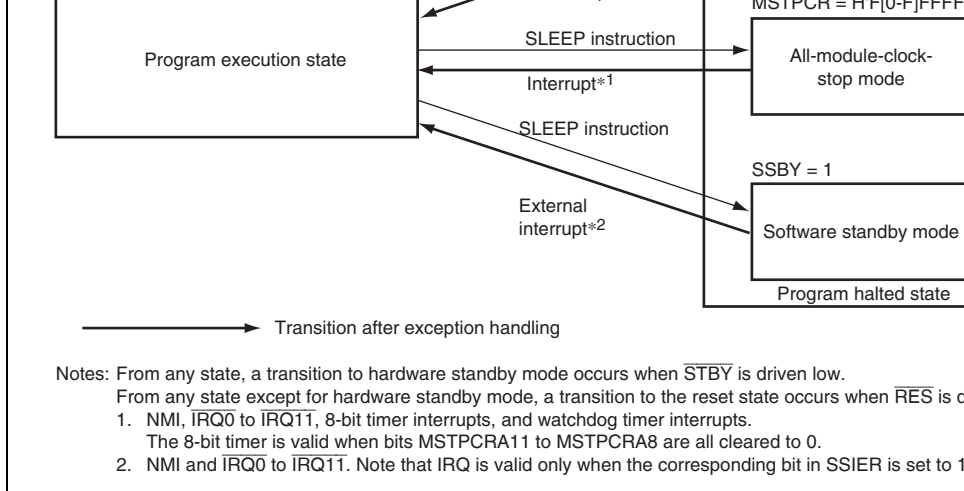 MSTPCR = H'F[0-F]FFFF
SLEEP instruction
Program execution state
All-module-clock-
stop mode
Interrupt*1
SLEEP instruction
SSBY = 1
External
interrupt*2
Software standby mode
Program halted state
Transition after exception handling
Notes: From any state, a transition to hardware standby mode occurs when STBY is driven low.
From any state except for hardware standby mode, a transition to the reset state occurs when RES is
1. NMI, IRQ0 to IRQ11, 8-bit timer interrupts, and watchdog timer interrupts.
The 8-bit timer is valid when bits MSTPCRA11 to MSTPCRA8 are all cleared to 0.
2. NMI and IRQ0 to IRQ11. Note that IRQ is valid only when the corresponding bit in SSIER is set to 1